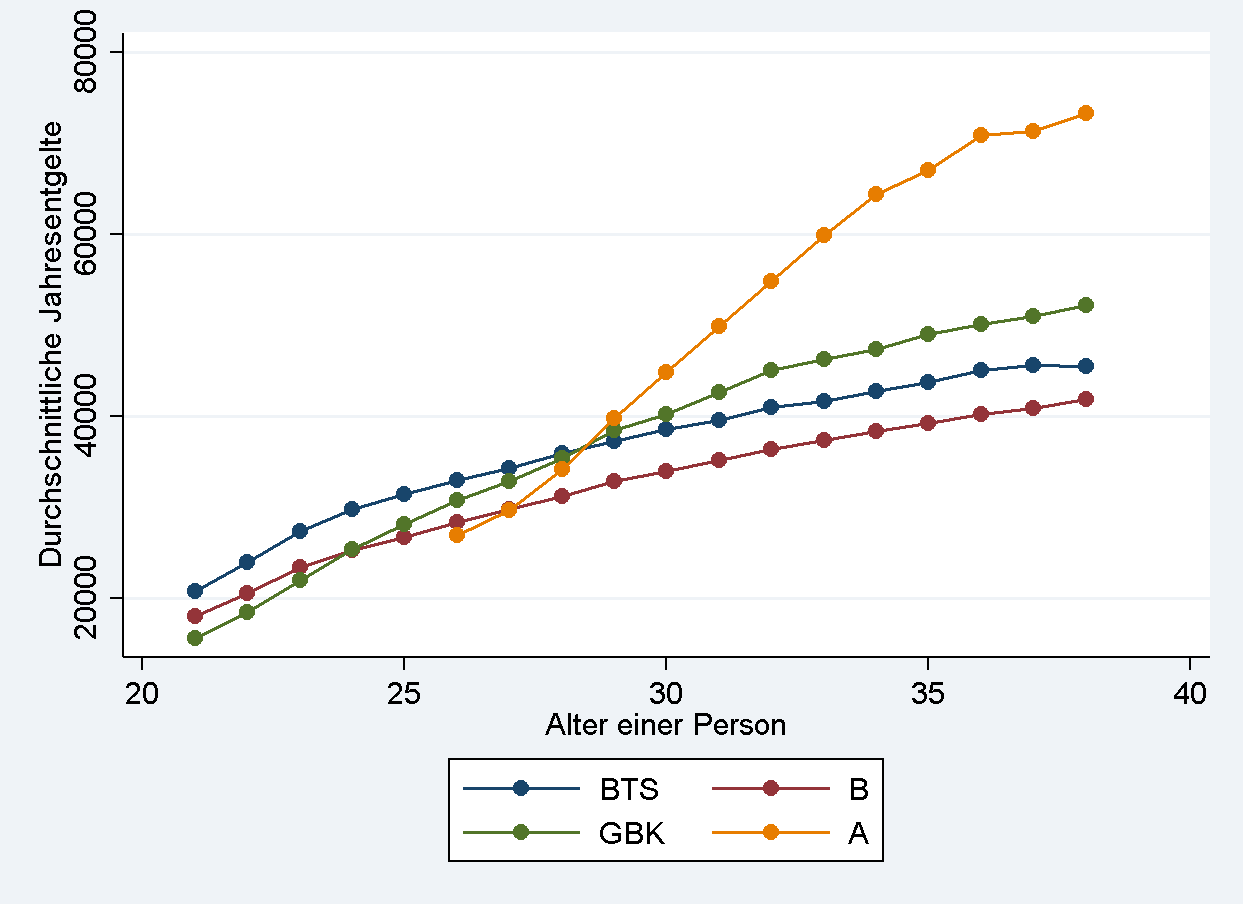 80000
60000
40000
20000
Durchschnittliche Jahresentgelte
20 25 30 35 40
Alter einer Person
BTS B
GBK A